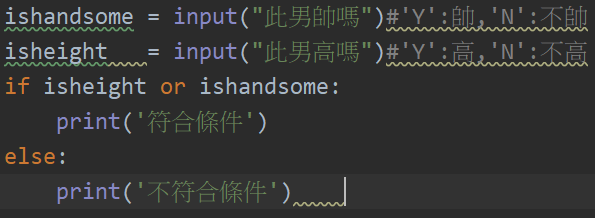 ishandsome = input("此男帥嗎")#'Y':帥,'N':不帥
isheight   = input("此男高嗎")#'Y':高,'N':不高
if isheight or ishandsome:
    print('符合條件')
else:
    print('不符合條件')